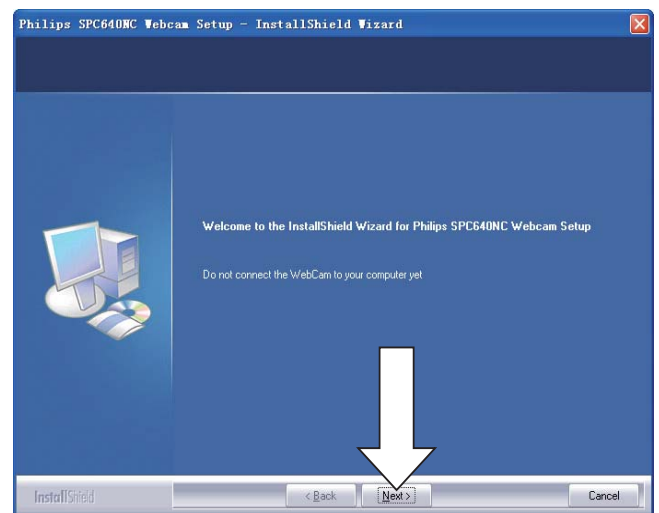 Philips SPC640NC Webcam Setup - InstallShield Wizard
Welcome to the InstallShield Wizard for Philips SPC640NC Webcam Setup
Do not connect the WebCam to your computer yet
InstallShield
< Back
Next >
Cancel